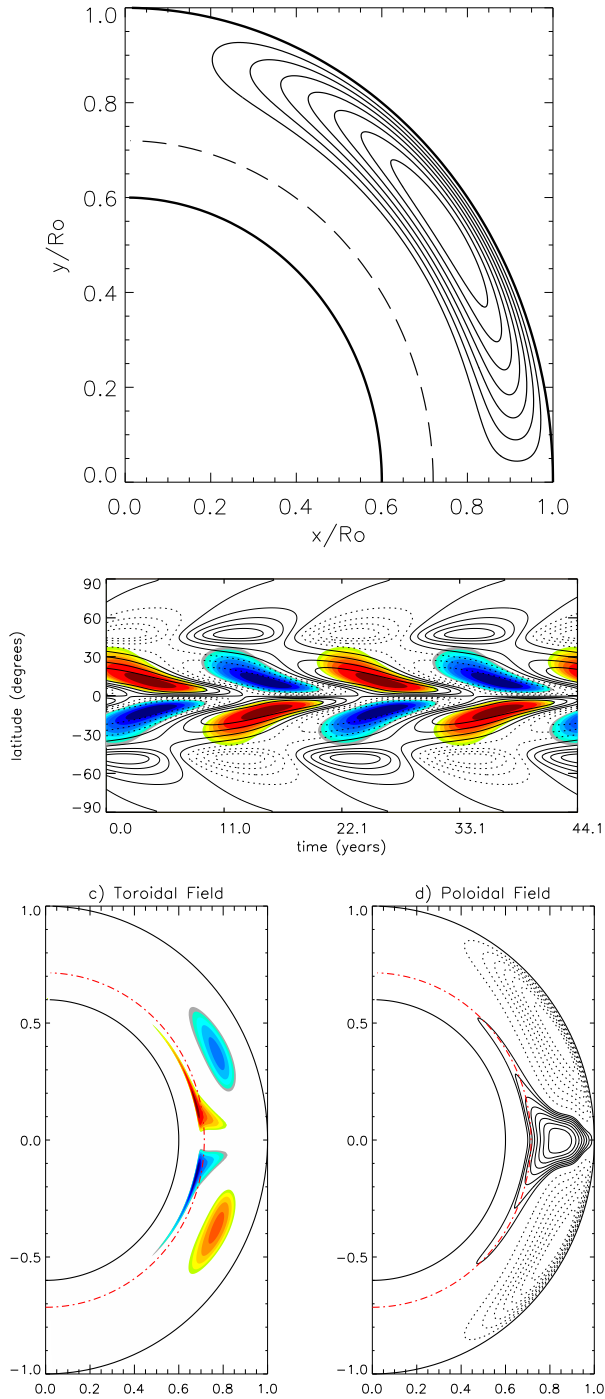 1.0
0.8
0.6
0.4
0.2
0.0
y/Ro
0.0 0.2 0.4 0.6 0.8 1.0
x/Ro
90
60
30
0
−30
−60
−90
latitude (degrees)
0.0 11.0 22.1 33.1 44.1
time (years)
c) Toroidal Field
1.0
0.5
0.0
−0.5
−1.0
0.0 0.2 0.4 0.6 0.8 1.0
d) Poloidal Field
1.0
0.5
0.0
−0.5
−1.0
0.0 0.2 0.4 0.6 0.8 1.0